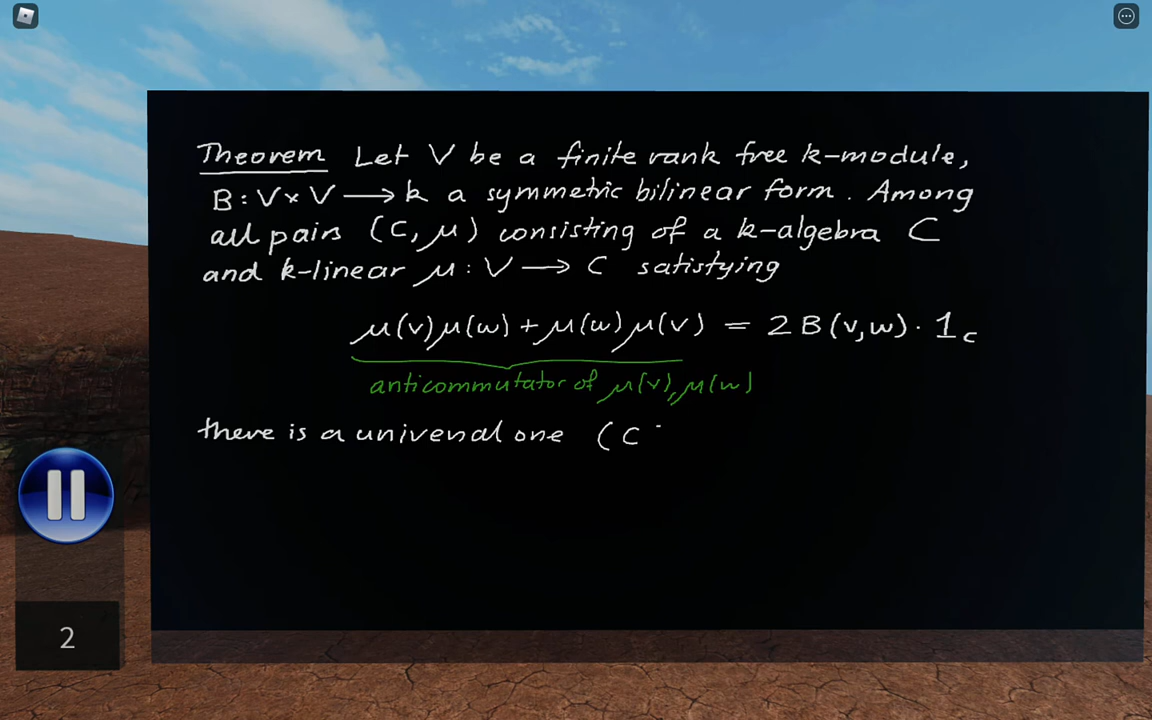 Theorem Let V be a finite rank free k-module,
B : V × V ⟶ k a symmetric bilinear form. Among
all pairs (C, μ) consisting of a k-algebra C
and k-linear μ : V ⟶ C satisfying
μ(v)μ(w) + μ(w)μ(v) = 2B(v,w) · 1_C
anticommutator of μ(v), μ(w)
there is a universal one (C
2